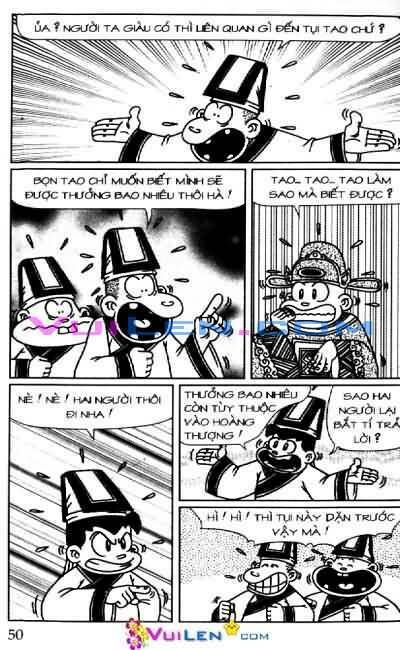 ỦA ? NGƯỜI TA GIÀU CÓ THÌ LIÊN QUAN GÌ ĐẾN TỤI TAO CHỨ ?
BỌN TAO CHỈ MUỐN BIẾT MÌNH SẼ
ĐƯỢC THƯỞNG BAO NHIÊU THÔI HÀ !
TAO... TAO... TAO LÀM
SAO MÀ BIẾT ĐƯỢC ?
VUILEN.COM
NÈ ! NÈ ! HAI NGƯỜI THÔI
ĐI NHA !
THƯỞNG BAO NHIÊU
CÒN TÙY THUỘC
VÀO HOÀNG
THƯỢNG !
SAO HAI
NGƯỜI LẠI
BẮT TÍ TRẢ
LỜI ?
HÌ ! HÌ ! THÌ TỤI NÀY DẶN TRƯỚC
VẬY MÀ !
50
VUILEN.COM